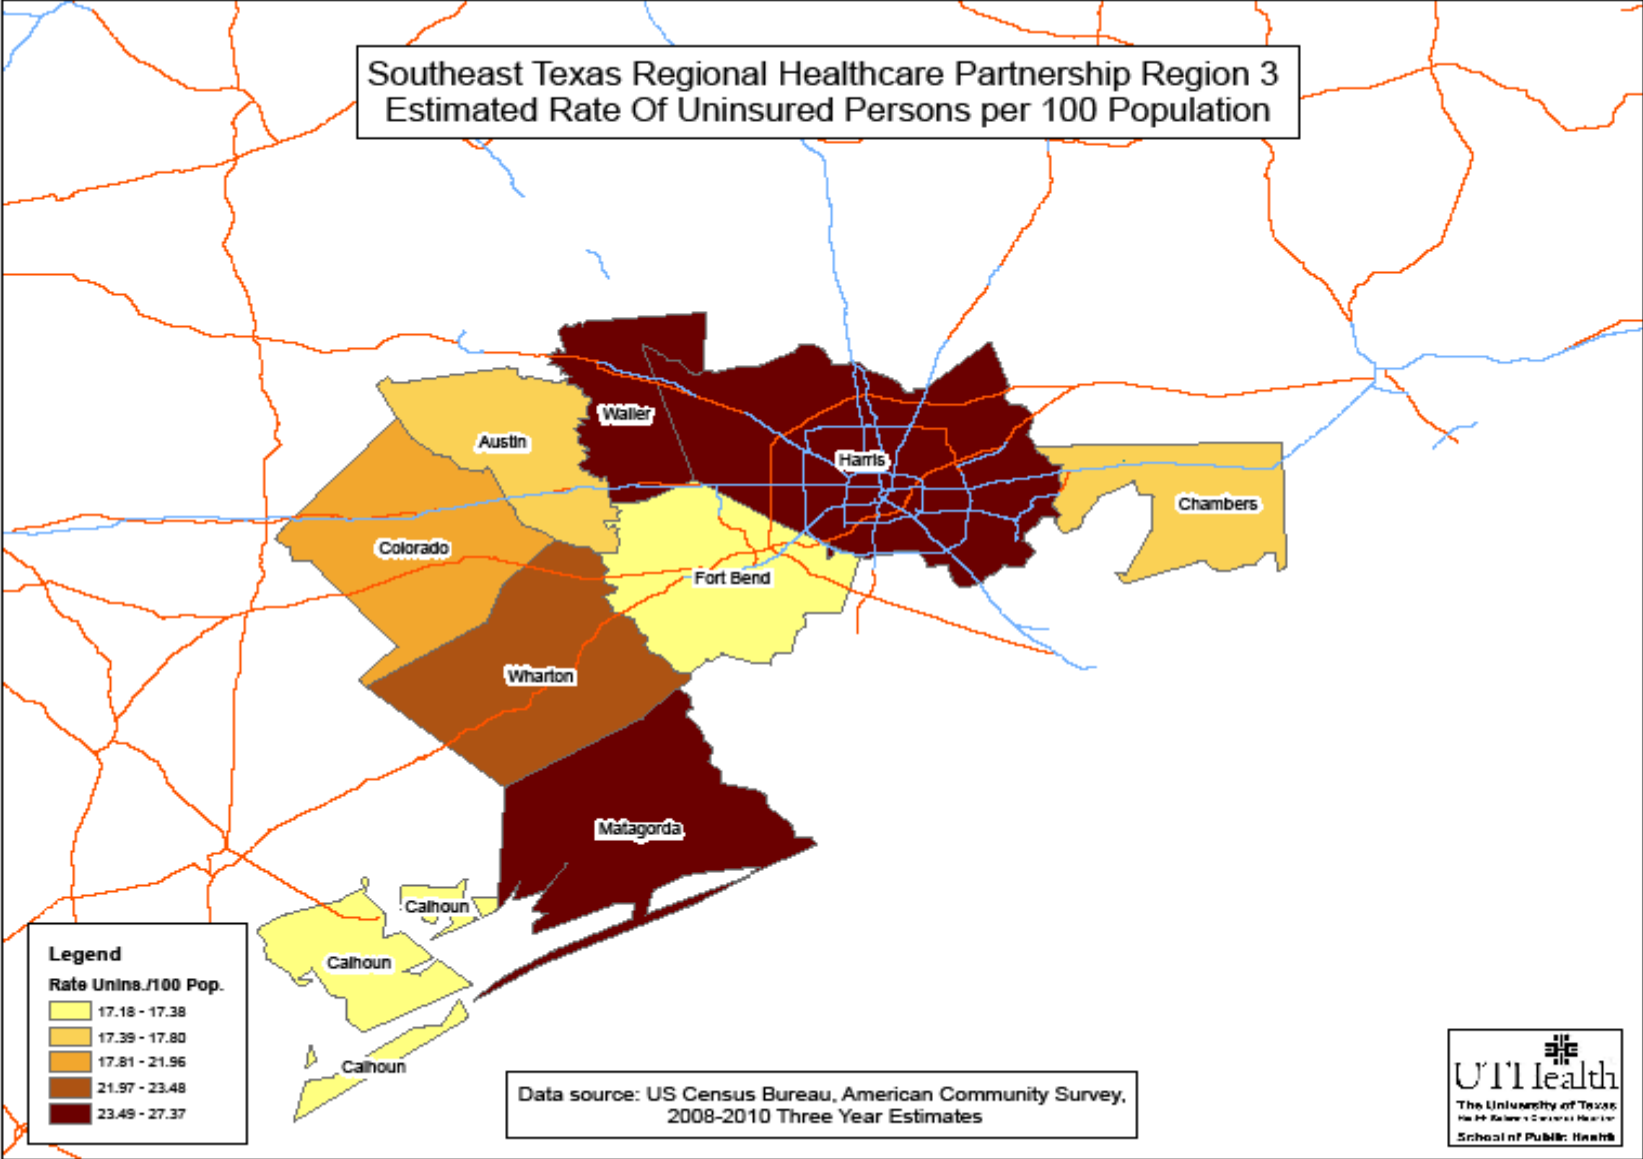 Southeast Texas Regional Healthcare Partnership Region 3
Estimated Rate Of Uninsured Persons per 100 Population
Waller
Austin
Harris
Chambers
Colorado
Fort Bend
Wharton
Matagorda
Calhoun
Calhoun
Calhoun
Legend
Rate Unins./100 Pop.
17.18 - 17.38
17.39 - 17.80
17.81 - 21.96
21.97 - 23.48
23.49 - 27.37
Data source: US Census Bureau, American Community Survey,
2008-2010 Three Year Estimates
UTHealth
The University of Texas
School of Public Health